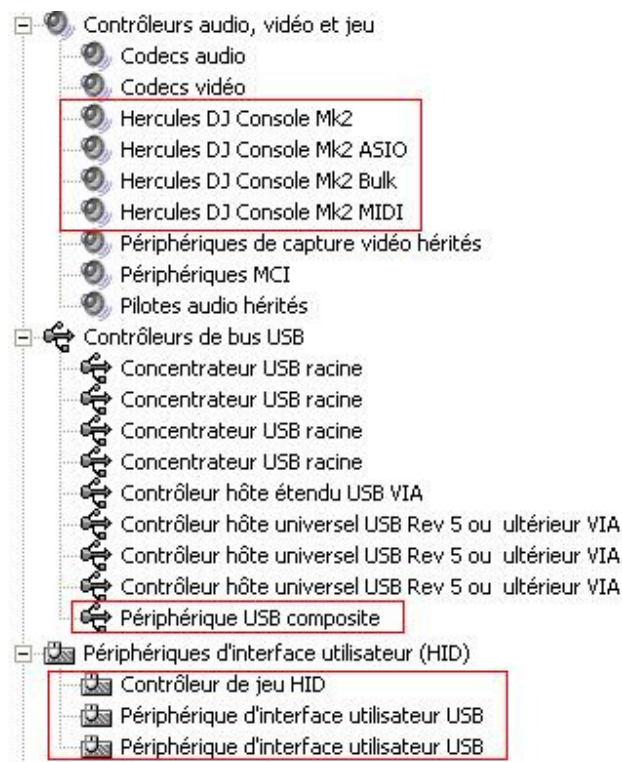 Contrôleurs audio, vidéo et jeu
Codecs audio
Codecs vidéo
Hercules DJ Console Mk2
Hercules DJ Console Mk2 ASIO
Hercules DJ Console Mk2 Bulk
Hercules DJ Console Mk2 MIDI
Périphériques de capture vidéo hérités
Périphériques MCI
Pilotes audio hérités
Contrôleurs de bus USB
Concentrateur USB racine
Concentrateur USB racine
Concentrateur USB racine
Concentrateur USB racine
Contrôleur hôte étendu USB VIA
Contrôleur hôte universel USB Rev 5 ou ultérieur VIA
Contrôleur hôte universel USB Rev 5 ou ultérieur VIA
Contrôleur hôte universel USB Rev 5 ou ultérieur VIA
Périphérique USB composite
Périphériques d'interface utilisateur (HID)
Contrôleur de jeu HID
Périphérique d'interface utilisateur USB
Périphérique d'interface utilisateur USB